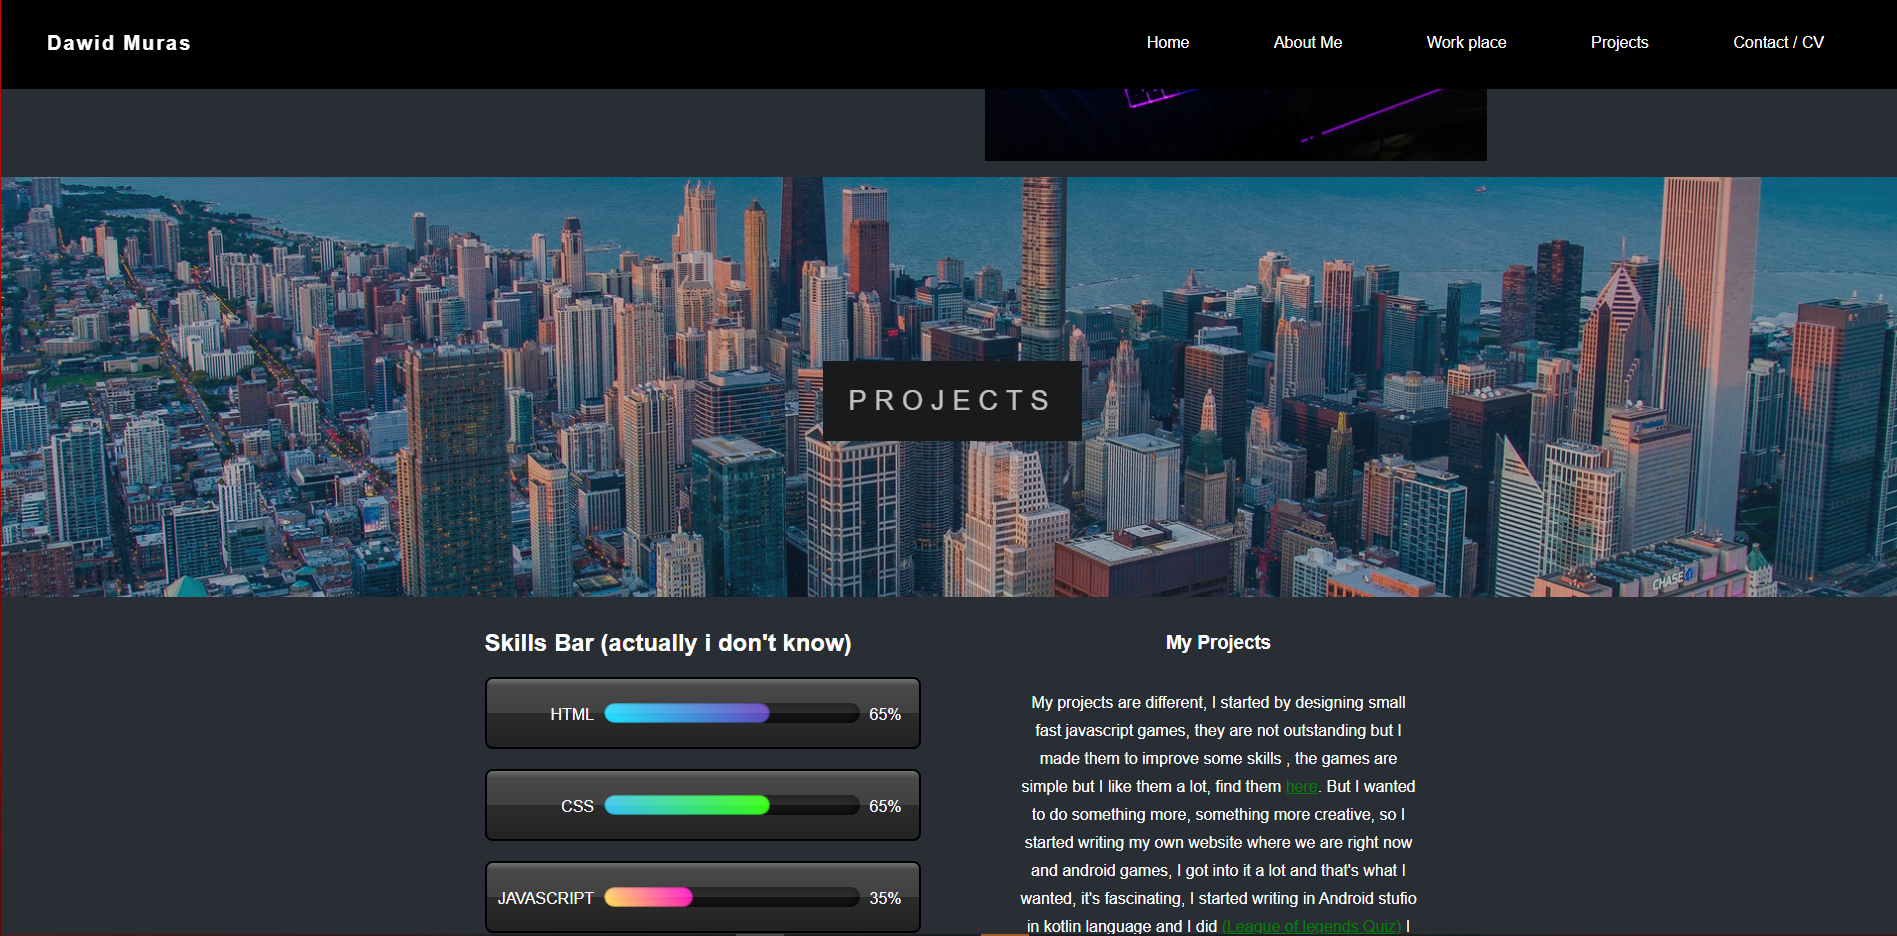 Dawid Muras
Home
About Me
Work place
Projects
Contact / CV
PROJECTS
CHASE
Skills Bar (actually i don't know)
HTML 65%
CSS 65%
JAVASCRIPT 35%
My Projects
My projects are different, I started by designing small
fast javascript games, they are not outstanding but I
made them to improve some skills , the games are
simple but I like them a lot, find them here. But I wanted
to do something more, something more creative, so I
started writing my own website where we are right now
and android games, I got into it a lot and that's what I
wanted, it's fascinating, I started writing in Android stufio
in kotlin language and I did (League of legends Quiz) I